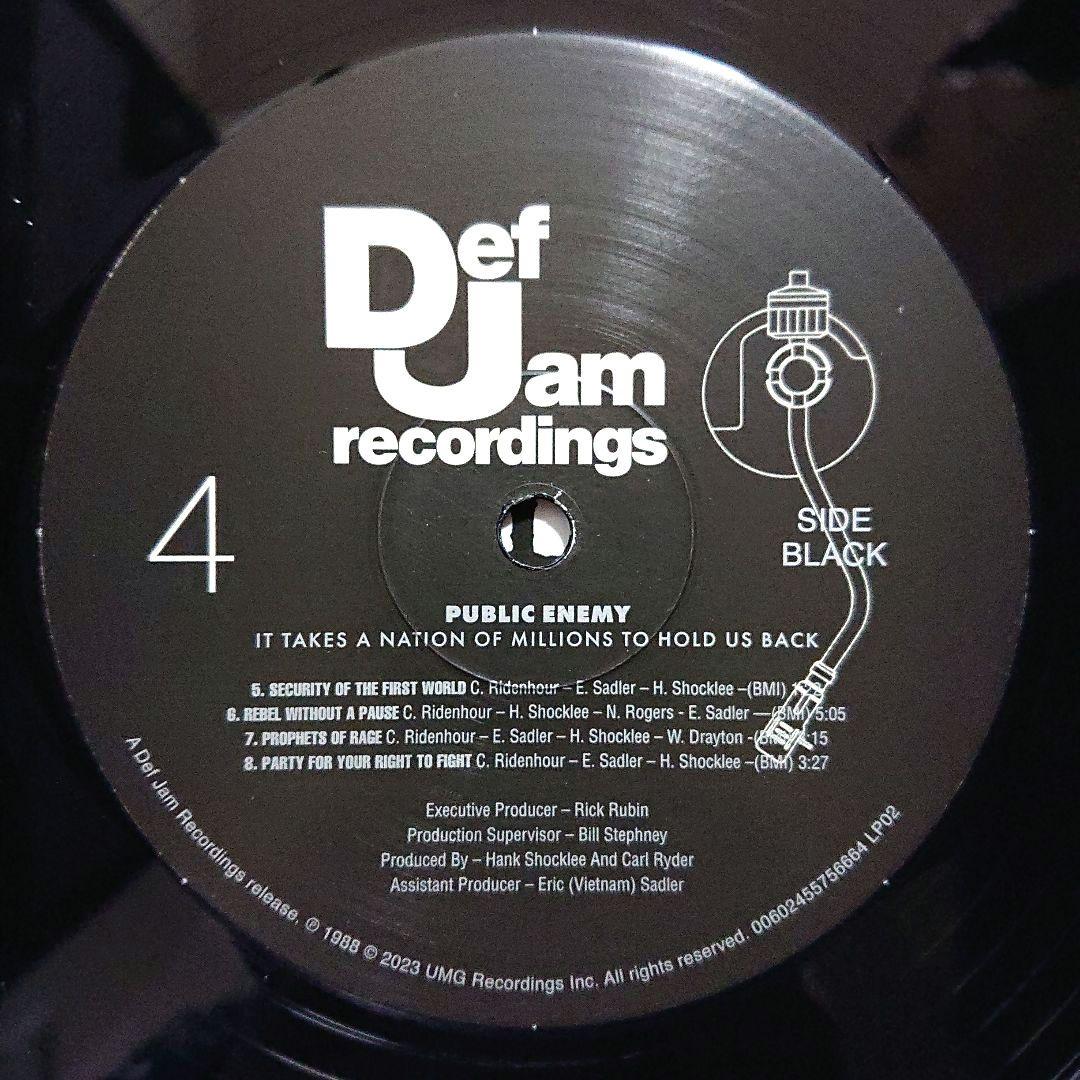 Def
Jam
recordings
4
SIDE
BLACK
PUBLIC ENEMY
IT TAKES A NATION OF MILLIONS TO HOLD US BACK
5. SECURITY OF THE FIRST WORLD C. Ridenhour – E. Sadler – H. Shocklee –(BMI)
6. REBEL WITHOUT A PAUSE C. Ridenhour – H. Shocklee – N. Rogers - E. Sadler —(BMI) 5:05
7. PROPHETS OF RAGE C. Ridenhour – E. Sadler – H. Shocklee – W. Drayton -(BMI)
8. PARTY FOR YOUR RIGHT TO FIGHT C. Ridenhour – E. Sadler – H. Shocklee –(BMI) 3:27
Executive Producer – Rick Rubin
Production Supervisor – Bill Stephney
Produced By – Hank Shocklee And Carl Ryder
Assistant Producer – Eric (Vietnam) Sadler
A Def Jam Recordings release, ℗ 1988 © 2023 UMG Recordings Inc. All rights reserved. 00602455756664 LP02